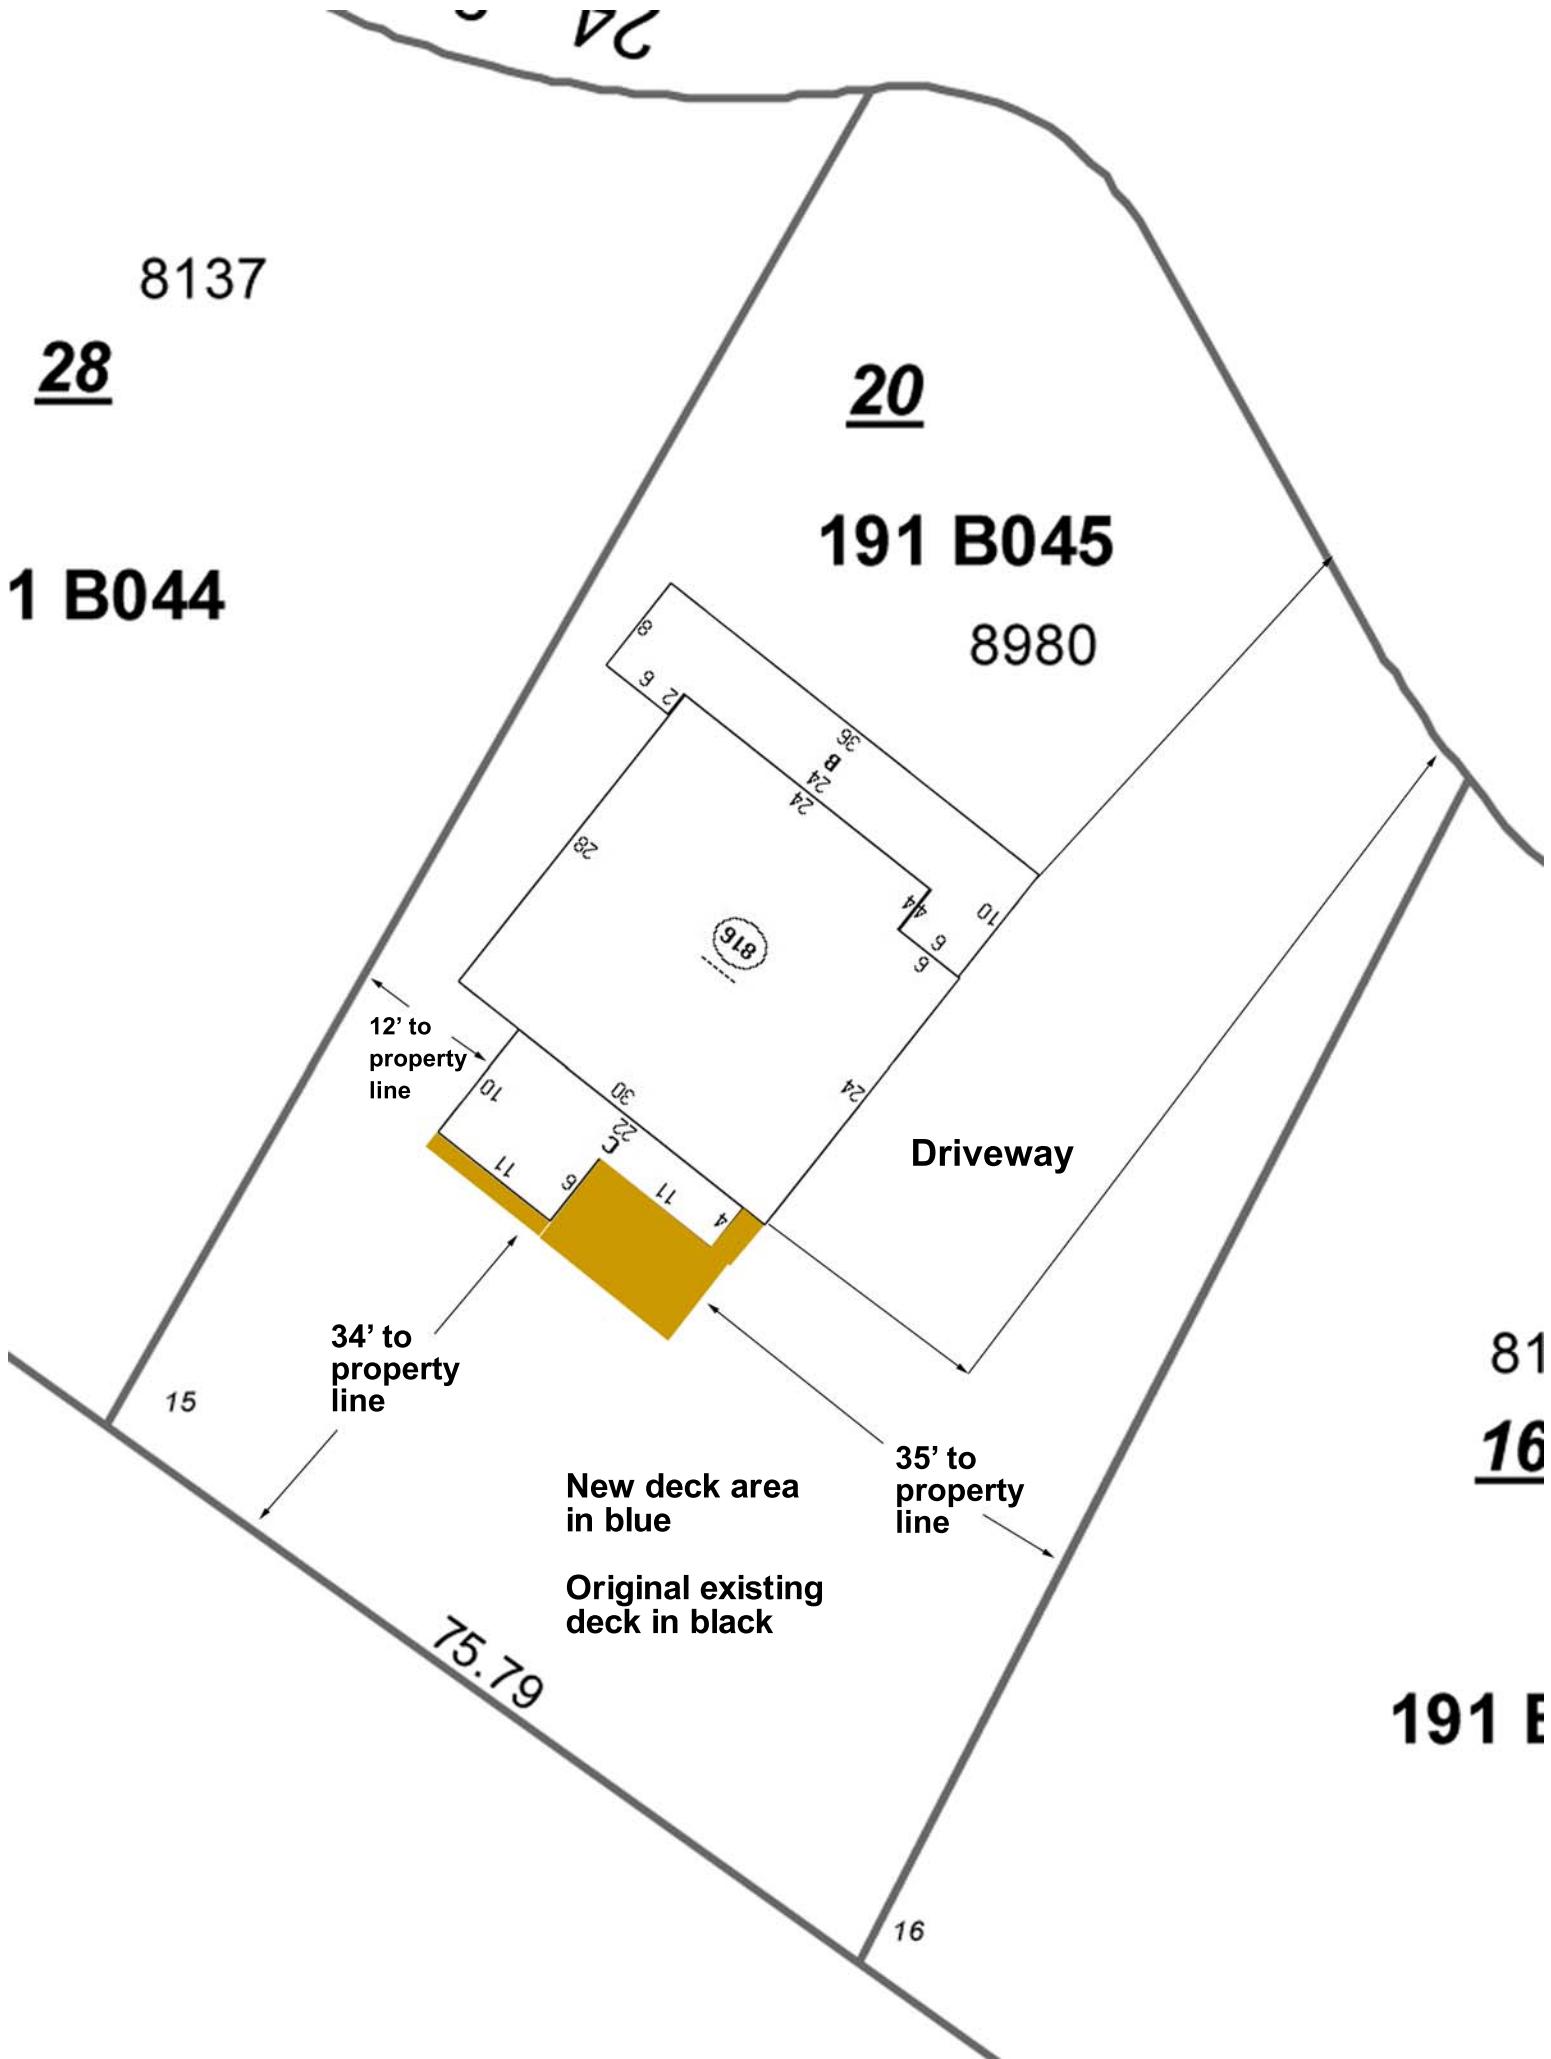 24
8137
28
20
191 B045
1 B044
8980
8
6
2
36
B
24
24
28
44
10
6
6
816
12’ to
property
line
10
30
22
C
24
11
6
11
4
Driveway
34’ to
property
line
15
35’ to
property
line
New deck area
in blue
Original existing
deck in black
75.79
81
16
191
16